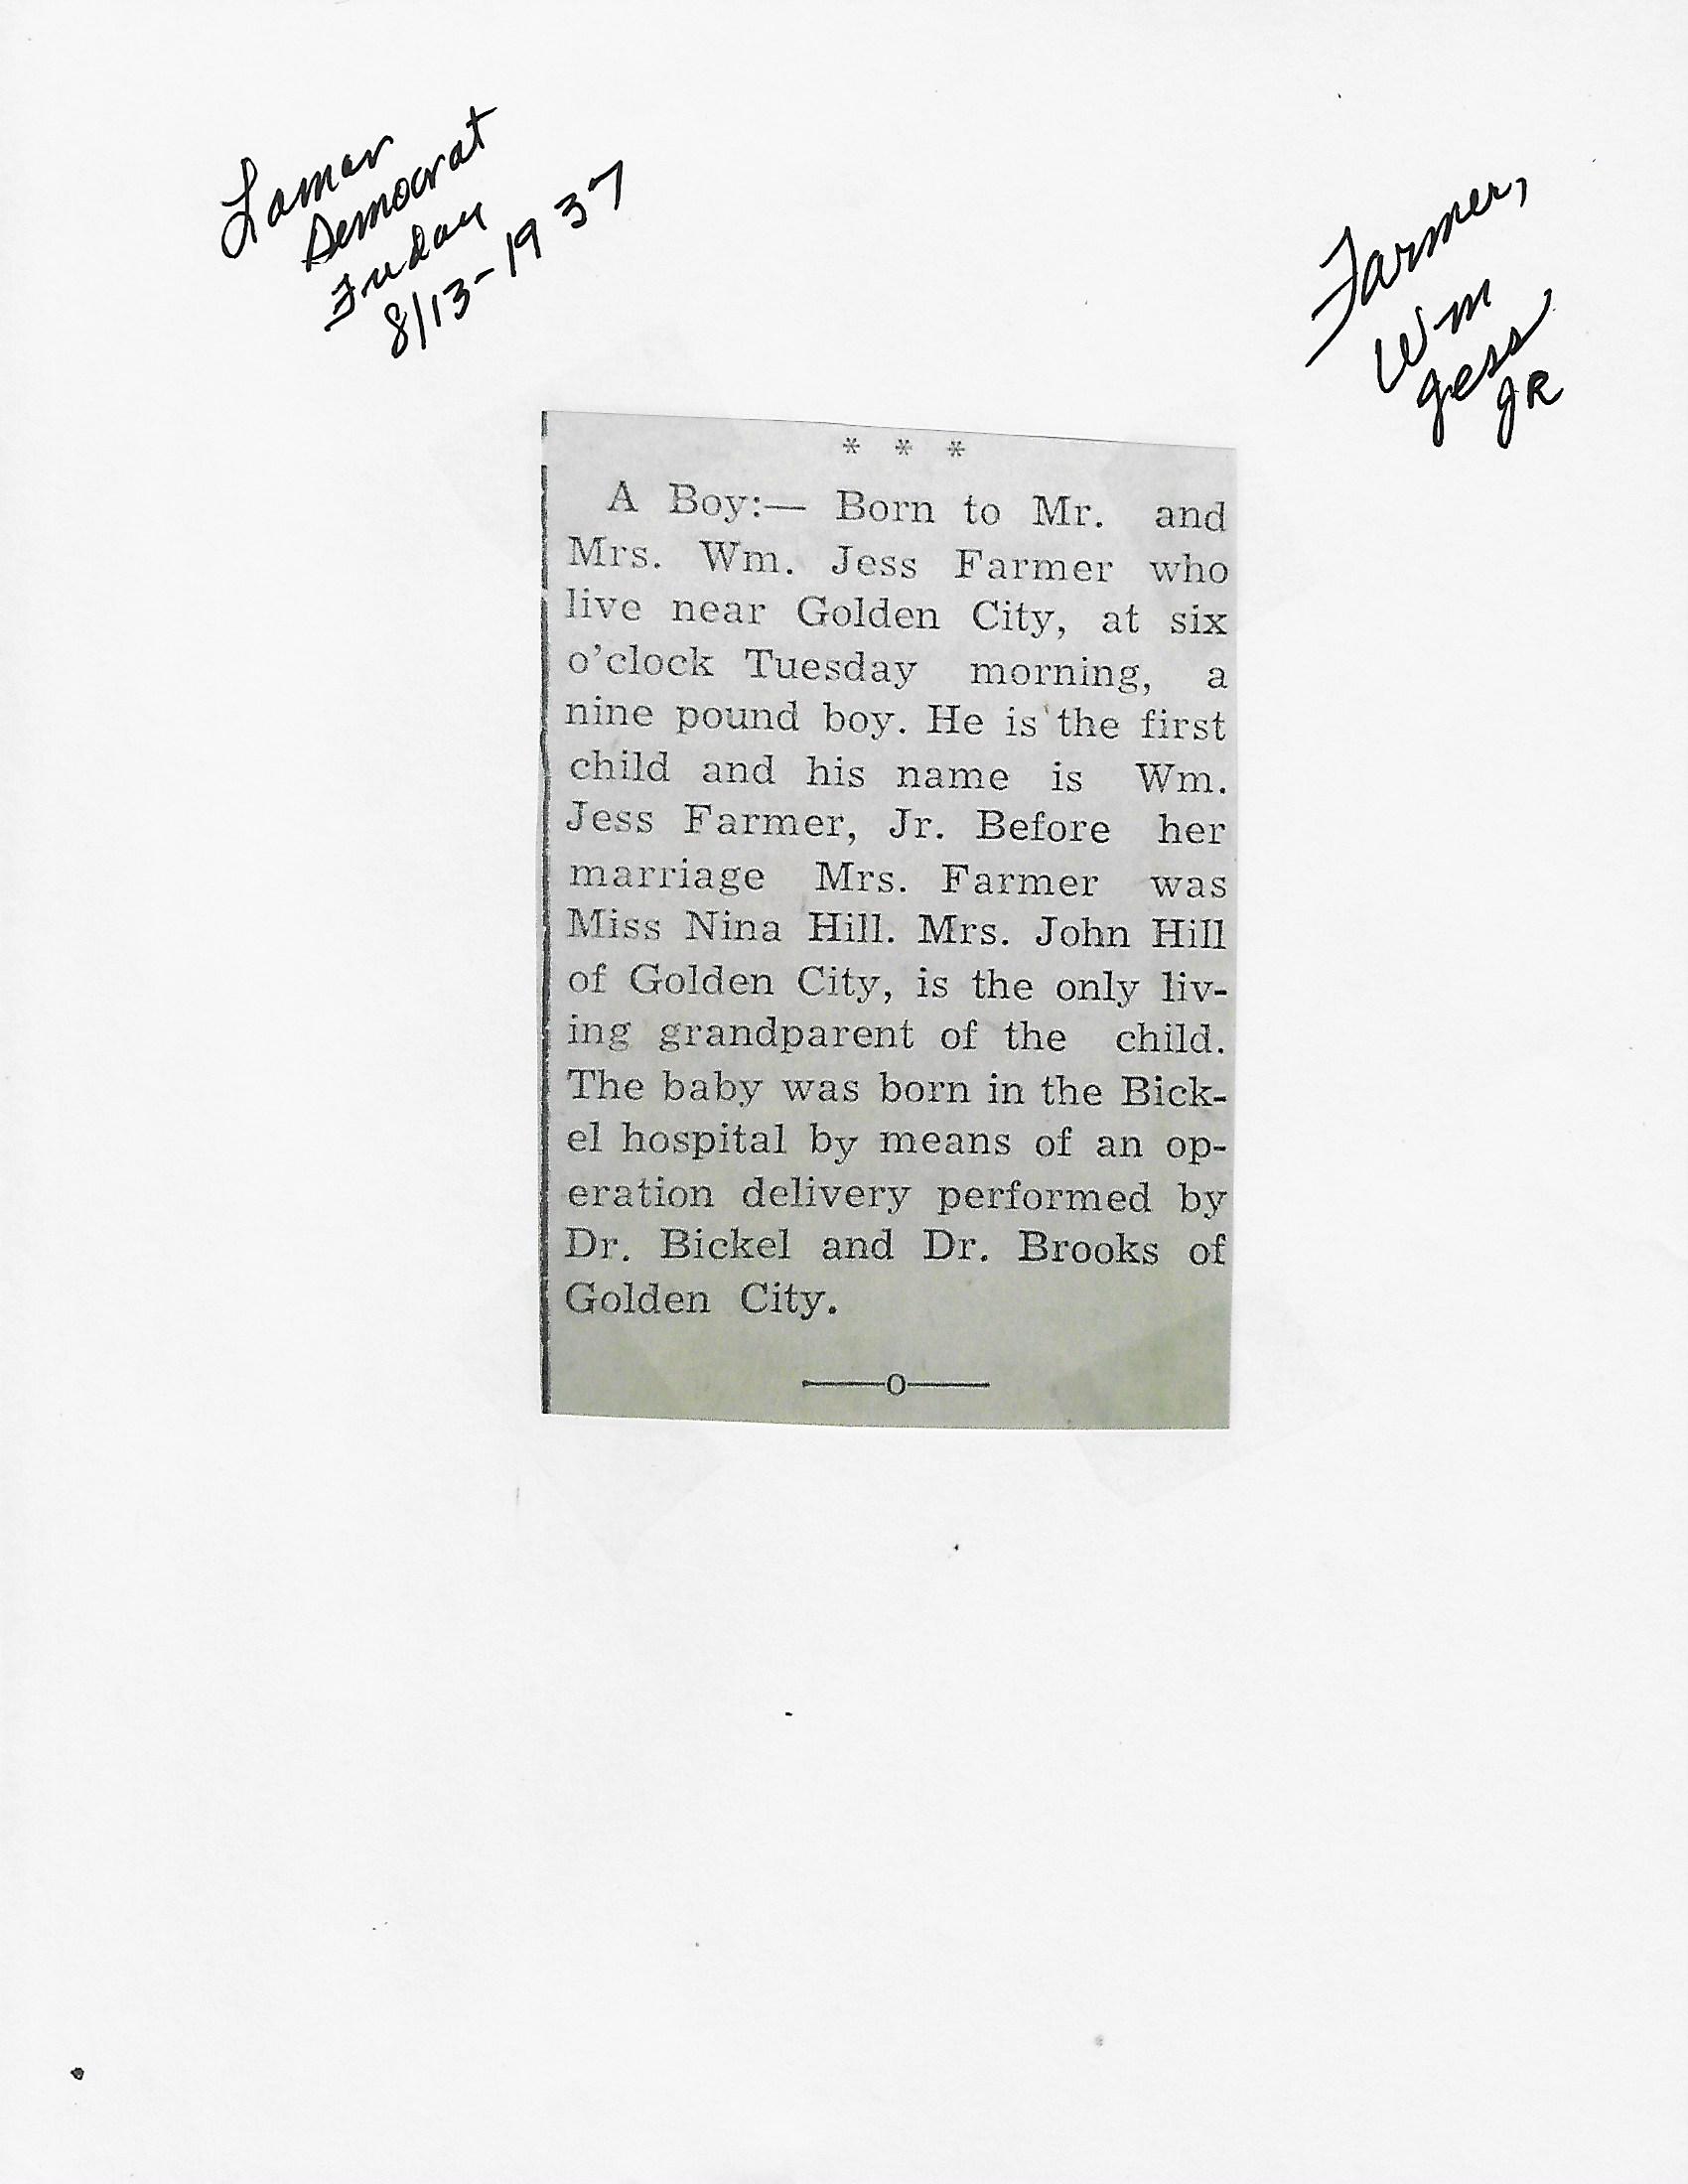 Lamar
Democrat
Friday
8/13-1937
Farmer,
Wm
Jess
JR
* * *
A Boy:— Born to Mr. and
Mrs. Wm. Jess Farmer who
live near Golden City, at six
o'clock Tuesday morning, a
nine pound boy. He is the first
child and his name is Wm.
Jess Farmer, Jr. Before her
marriage Mrs. Farmer was
Miss Nina Hill. Mrs. John Hill
of Golden City, is the only liv-
ing grandparent of the child.
The baby was born in the Bick-
el hospital by means of an op-
eration delivery performed by
Dr. Bickel and Dr. Brooks of
Golden City.
——o——